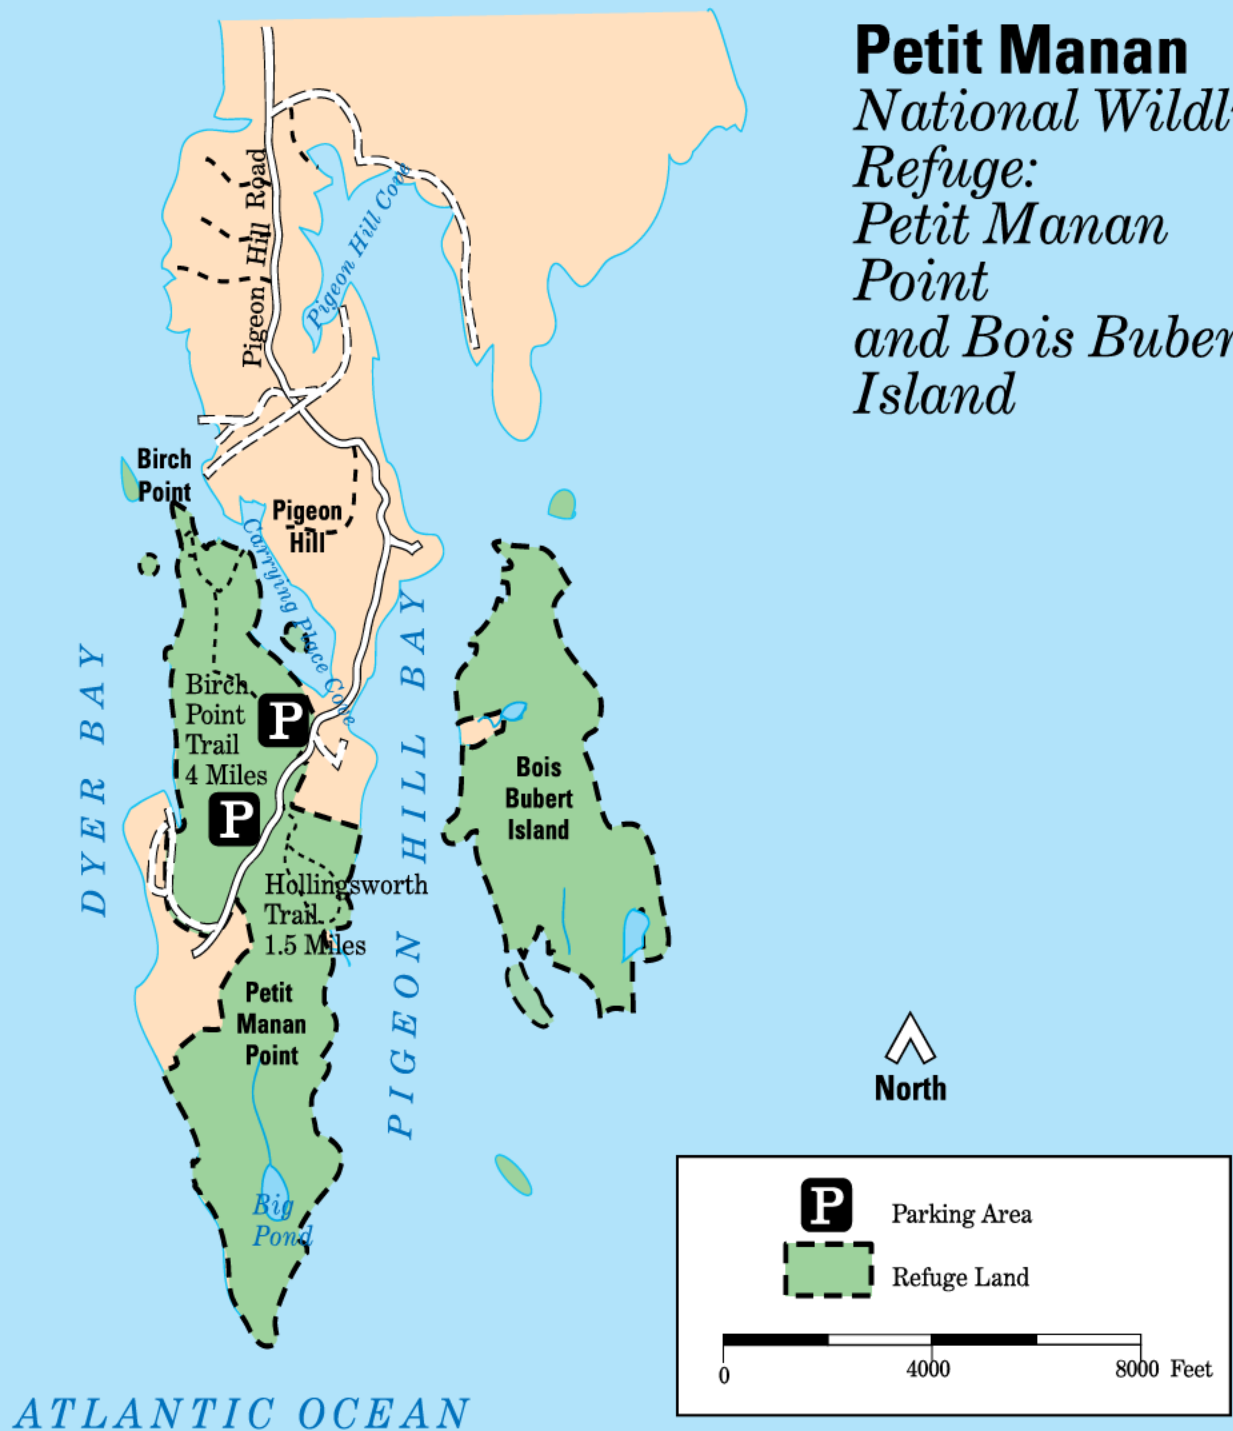 Petit Manan
National Wildl
Refuge:
Petit Manan
Point
and Bois Buber
Island
Pigeon Hill Road
Pigeon Hill Cove
Birch
Point
Pigeon
Hill
Carrying Place Cove
DYER BAY
PIGEON HILL BAY
Birch
Point
Trail
4 Miles
P
P
Bois
Bubert
Island
Hollingsworth
Trail
1.5 Miles
Petit
Manan
Point
Big
Pond
North
P Parking Area
Refuge Land
0 4000 8000 Feet
ATLANTIC OCEAN